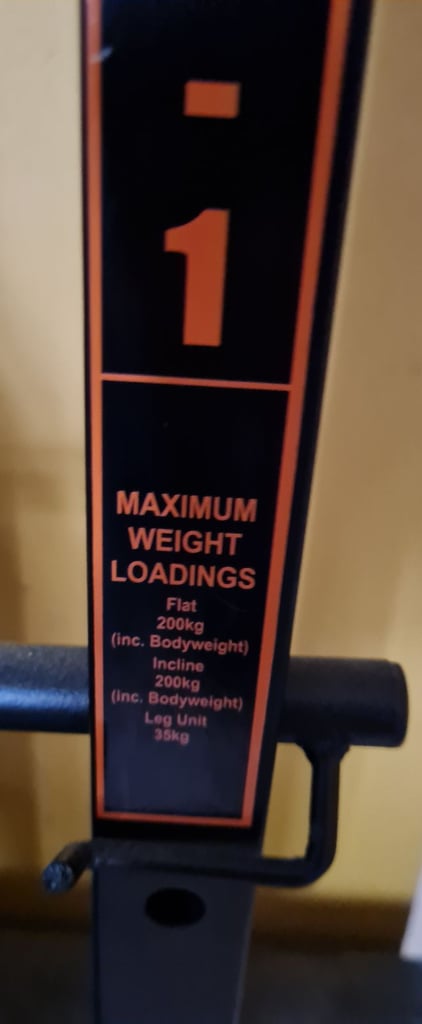 -
1
MAXIMUM
WEIGHT
LOADINGS
Flat
200kg
(inc. Bodyweight)
Incline
200kg
(inc. Bodyweight)
Leg Unit
35kg